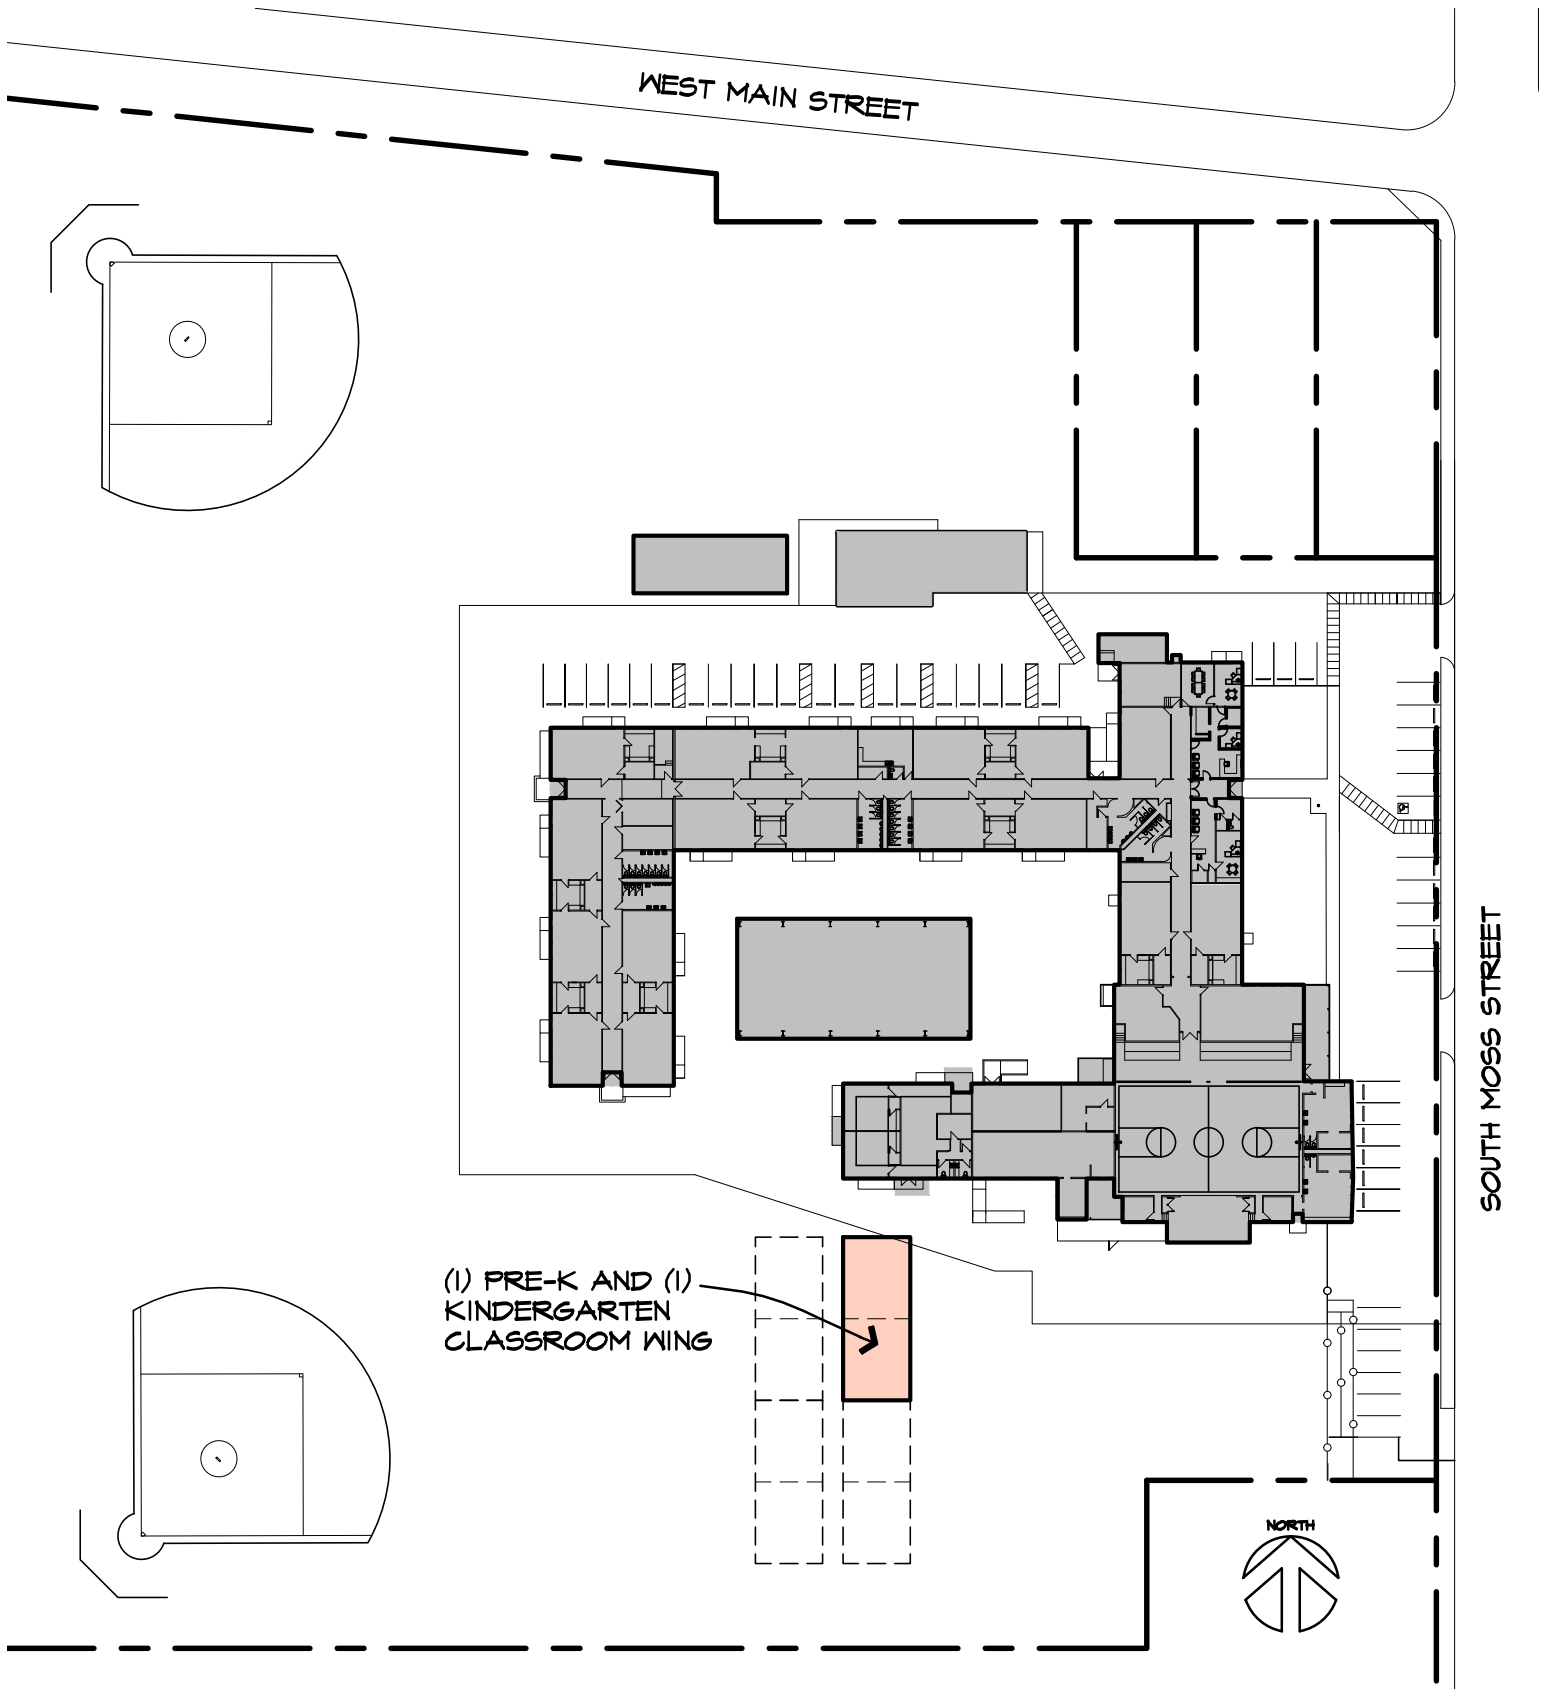 WEST MAIN STREET
SOUTH MOSS STREET
(1) PRE-K AND (1)
KINDERGARTEN
CLASSROOM WING
NORTH